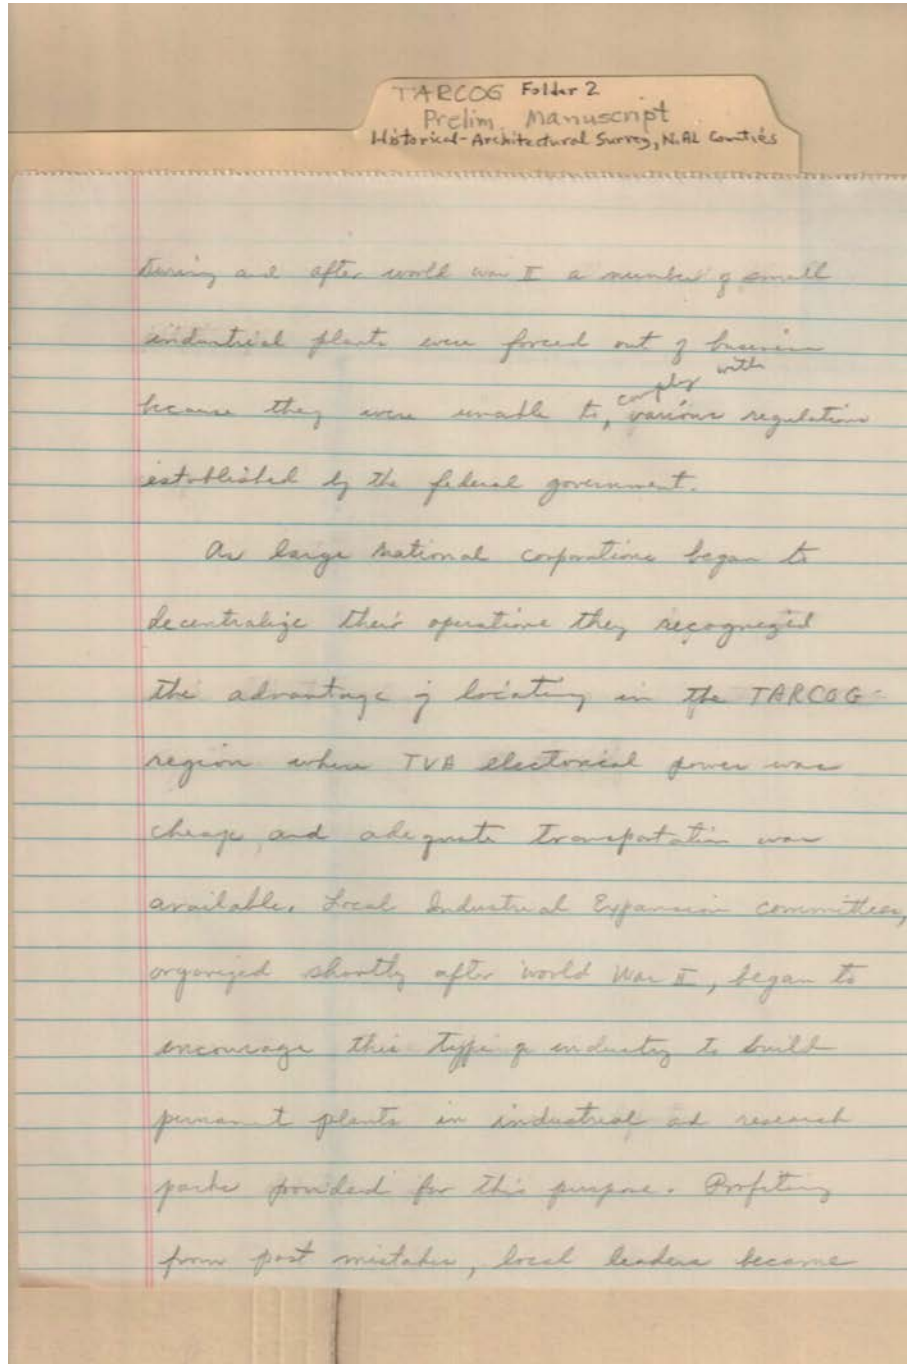 TARCOG Folder 2
Prelim. Manuscript
Historical-Architectural Survey, N. AL Counties
During and after world war II a number of small
industrial plants were forced out of business
comply with
because they were unable to, various regulation
established by the federal government.
As large national corporations began to
decentralize their operations they recognized
the advantage of locating in the TARCOG
region where TVA electorical power was
cheap, and adequate transportation was
available. Local Industrial Expansion committees,
organized shortly after world War II, began to
encourage this type of industry to build
permanent plants in industrial and research
parks provided for this purpose. Profiting
from past mistakes, local leaders became